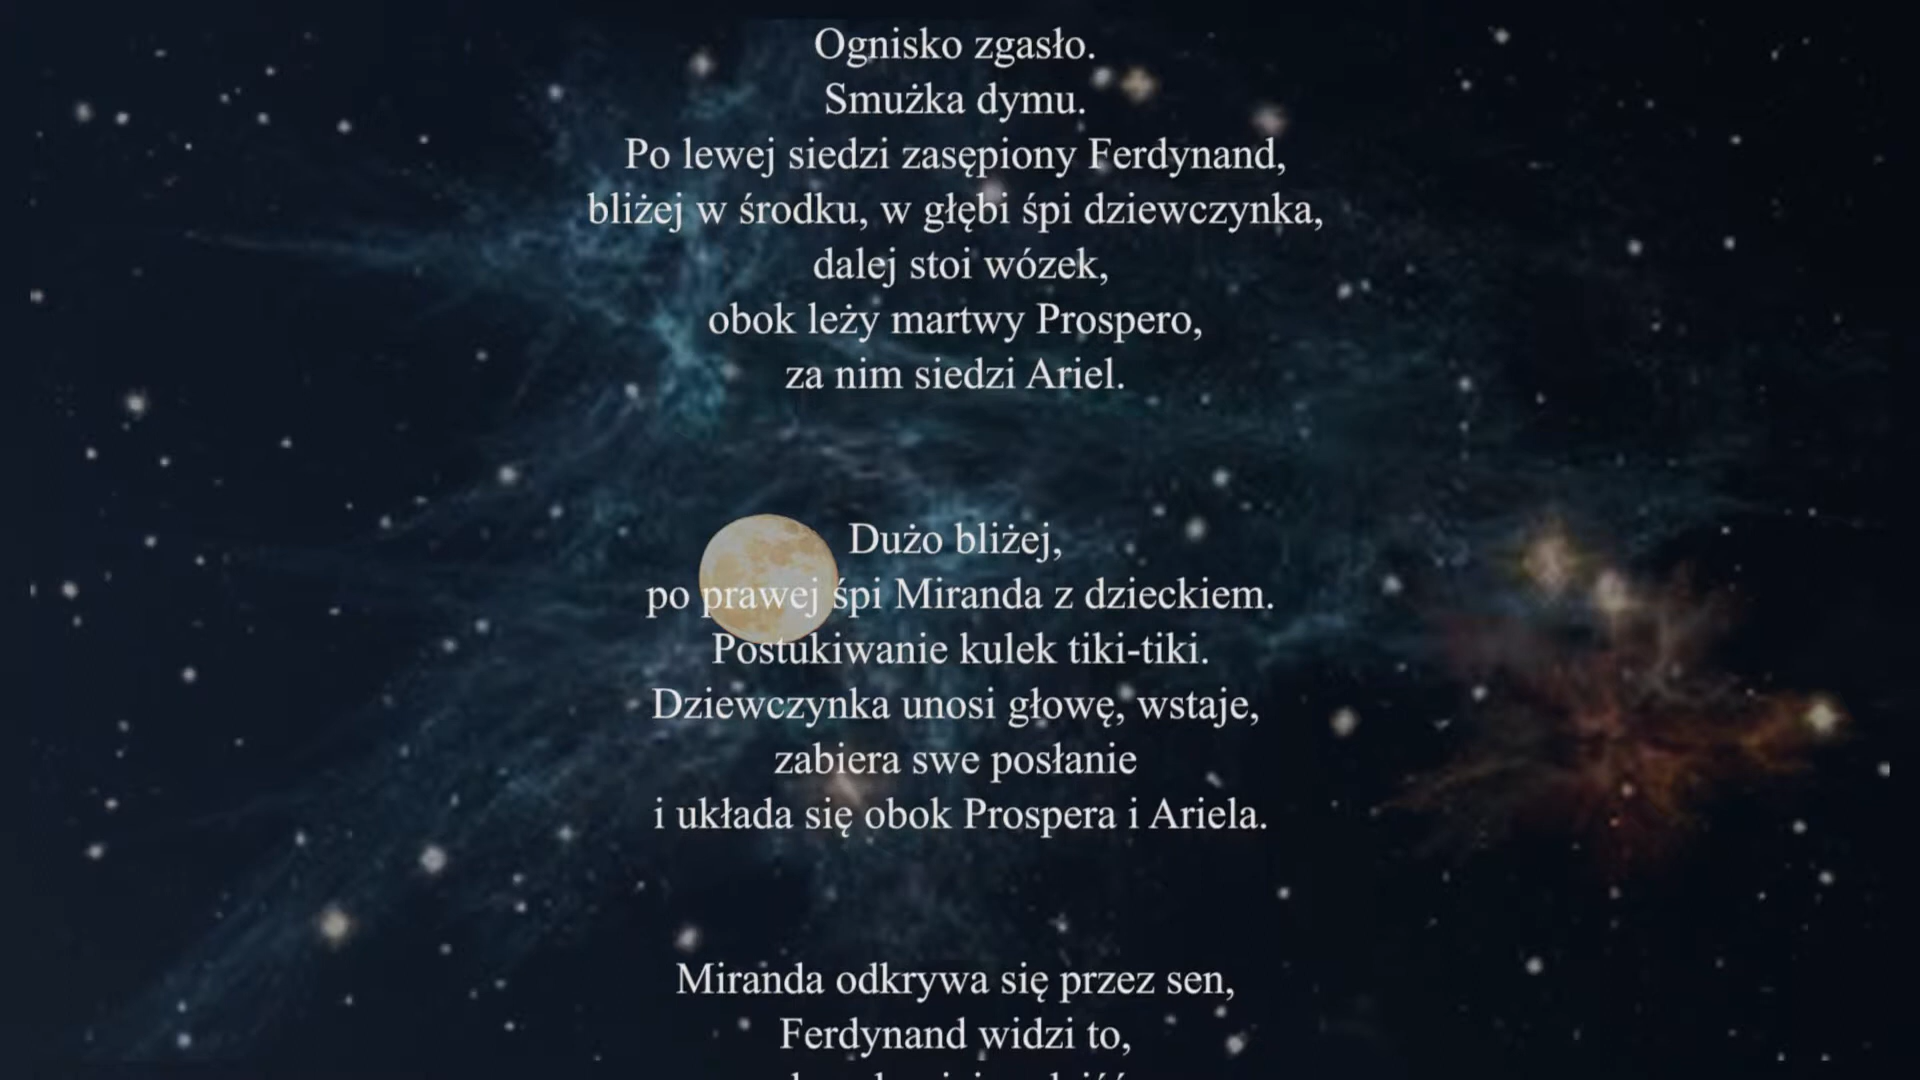 Ognisko zgasło.
Smużka dymu.
Po lewej siedzi zasępiony Ferdynand,
bliżej w środku, w głębi śpi dziewczynka,
dalej stoi wózek,
obok leży martwy Prospero,
za nim siedzi Ariel.
Dużo bliżej,
po prawej śpi Miranda z dzieckiem.
Postukiwanie kulek tiki-tiki.
Dziewczynka unosi głowę, wstaje,
zabiera swe posłanie
i układa się obok Prospera i Ariela.
Miranda odkrywa się przez sen,
Ferdynand widzi to,